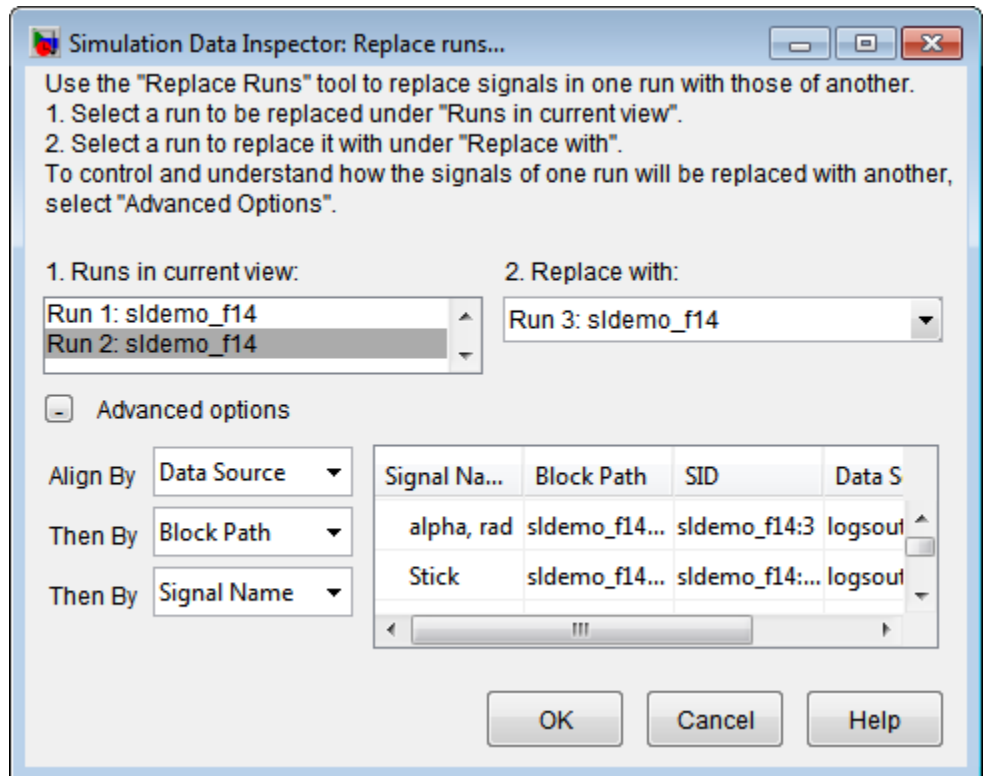 Simulation Data Inspector: Replace runs...
Use the "Replace Runs" tool to replace signals in one run with those of another.
1. Select a run to be replaced under "Runs in current view".
2. Select a run to replace it with under "Replace with".
To control and understand how the signals of one run will be replaced with another,
select "Advanced Options".
1. Runs in current view:
2. Replace with:
Run 1: sldemo_f14
Run 2: sldemo_f14
Run 3: sldemo_f14
Advanced options
Align By Data Source
Then By Block Path
Then By Signal Name
Signal Na... Block Path SID Data S
alpha, rad sldemo_f14... sldemo_f14:3 logsout
Stick sldemo_f14... sldemo_f14:... logsout
OK Cancel Help